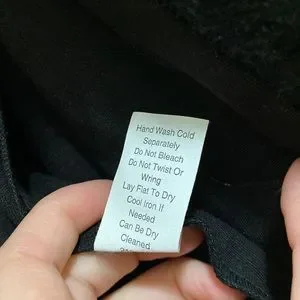 Hand Wash Cold
Separately
Do Not Bleach
Do Not Twist Or
Wring
Lay Flat To Dry
Cool Iron If
Needed
Can Be Dry
Cleaned